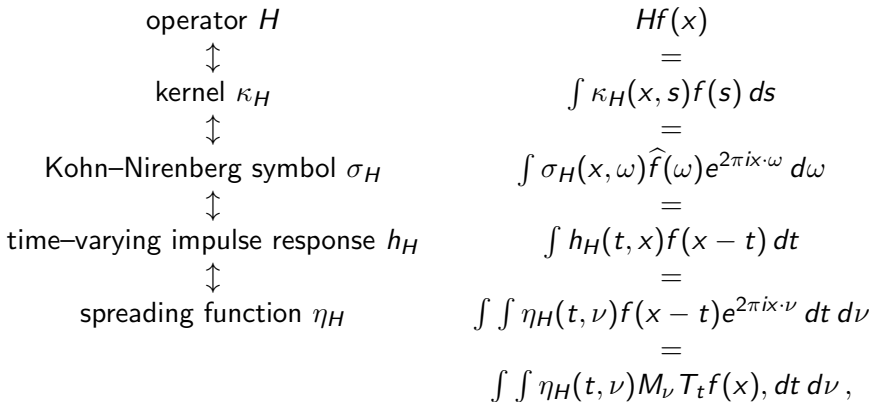 operator H Hf(x)
↕ =
kernel κ_H ∫ κ_H(x, s)f(s) ds
↕ =
Kohn–Nirenberg symbol σ_H ∫ σ_H(x, ω)f̂(ω)e^{2πix·ω} dω
↕ =
time–varying impulse response h_H ∫ h_H(t, x)f(x − t) dt
↕ =
spreading function η_H ∫ ∫ η_H(t, ν)f(x − t)e^{2πix·ν} dt dν
=
∫ ∫ η_H(t, ν)M_ν T_t f(x), dt dν ,